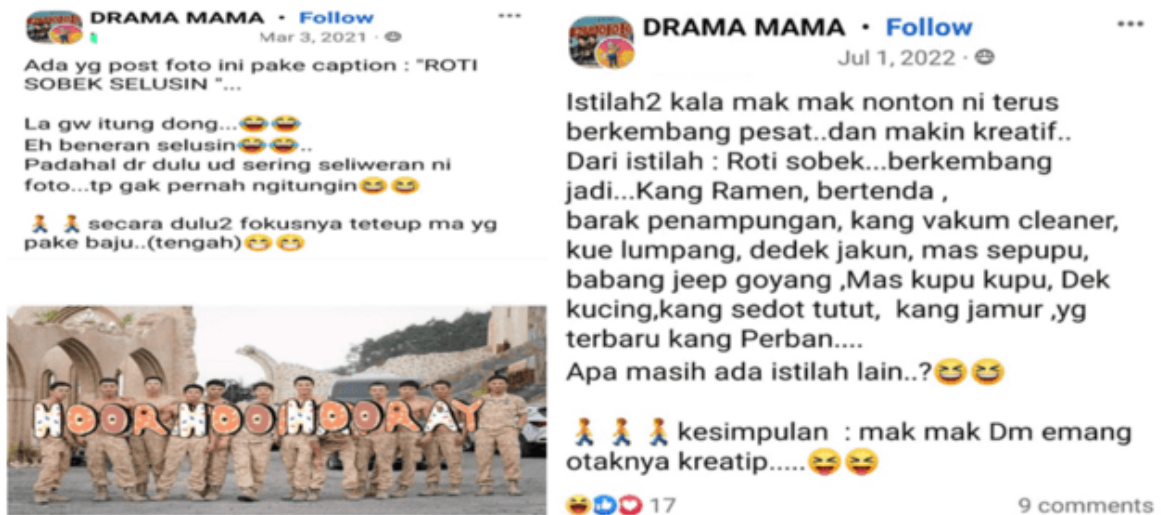 DRAMA MAMA · Follow
Mar 3, 2021 ·
Ada yg post foto ini pake caption : "ROTI
SOBEK SELUSIN "...
La gw itung dong...😂😂
Eh beneran selusin😂😂..
Padahal dr dulu ud sering seliweran ni
foto...tp gak pernah ngitungin😆😆
🚶🚶secara dulu2 fokusnya teteup ma yg
pake baju..(tengah)😁😁
HOORHOOHOORAY
DRAMA MAMA · Follow
Jul 1, 2022 ·
Istilah2 kala mak mak nonton ni terus
berkembang pesat..dan makin kreatif..
Dari istilah : Roti sobek...berkembang
jadi...Kang Ramen, bertenda ,
barak penampungan, kang vakum cleaner,
kue lumpang, dedek jakun, mas sepupu,
babang jeep goyang ,Mas kupu kupu, Dek
kucing,kang sedot tutut, kang jamur ,yg
terbaru kang Perban....
Apa masih ada istilah lain..?😆😆
🚶🚶🚶kesimpulan : mak mak Dm emang
otaknya kreatip.....😝😝
17
9 comments